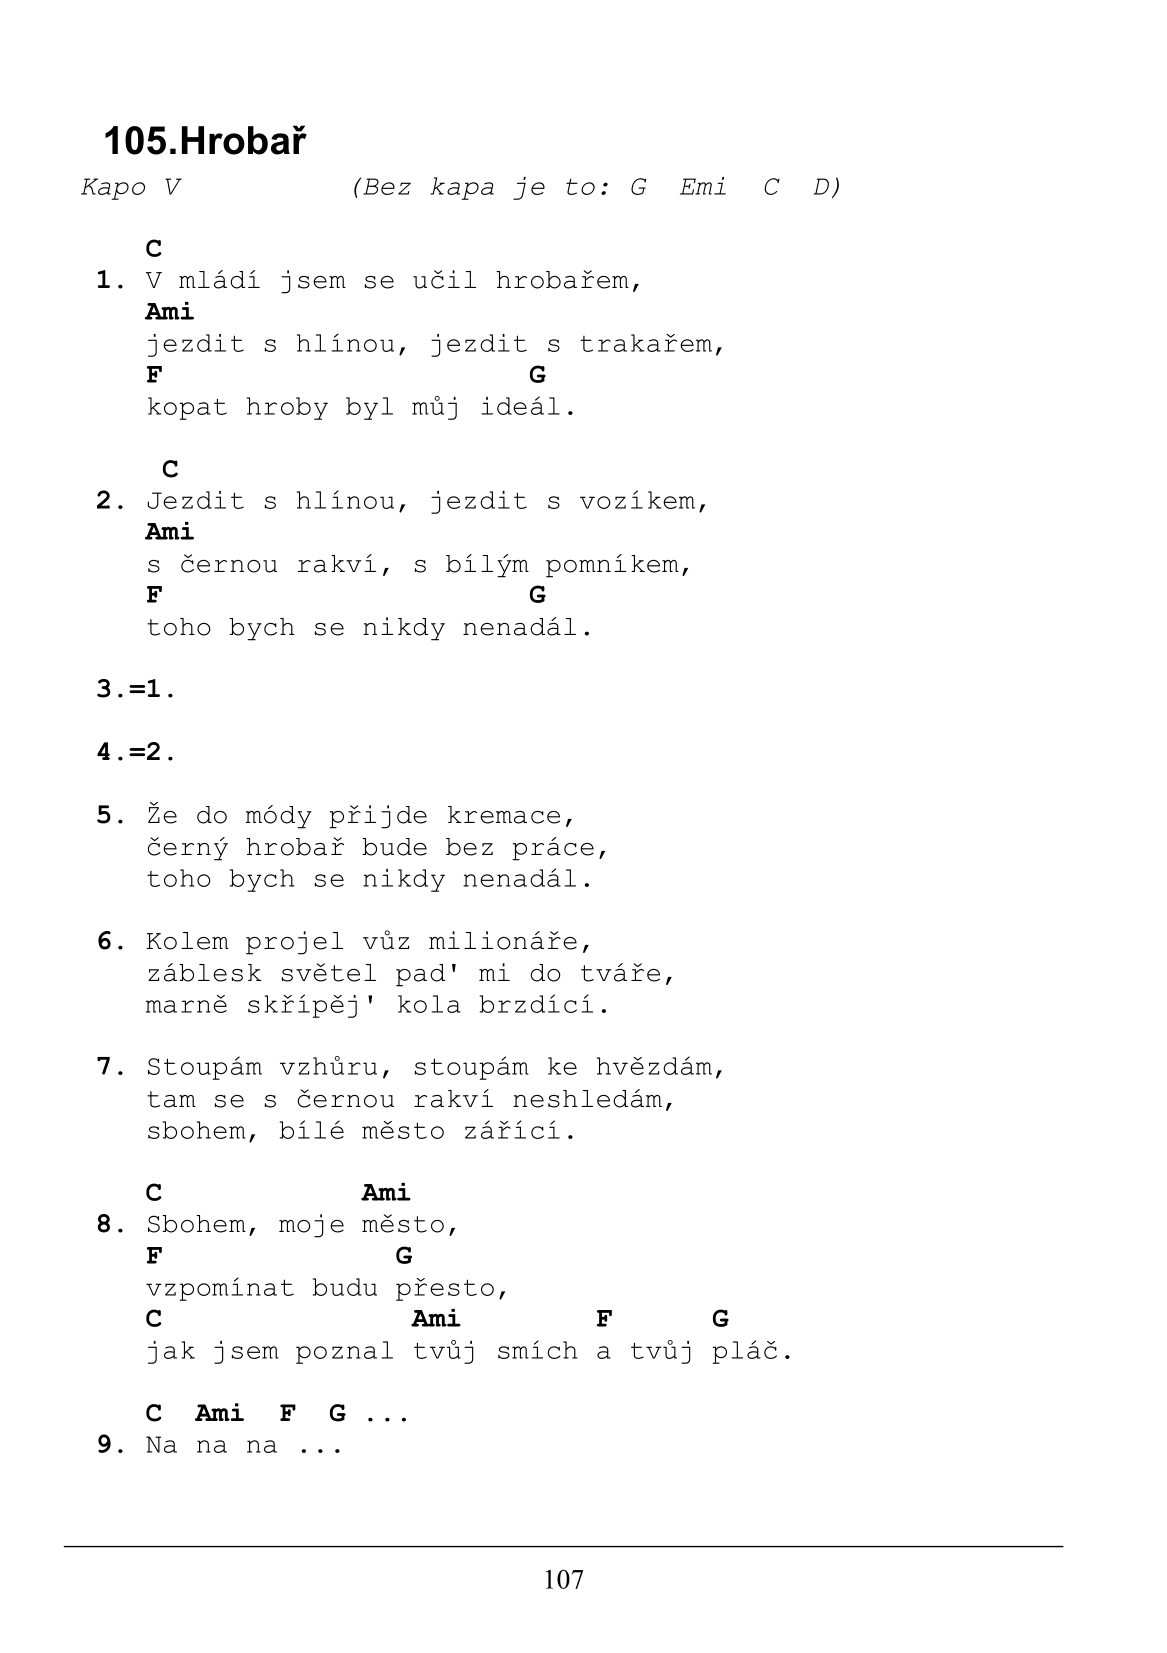 105.Hrobař
Kapo V (Bez kapa je to: G Emi C D)
C
1. V mládí jsem se učil hrobařem,
Ami
jezdit s hlínou, jezdit s trakařem,
F G
kopat hroby byl můj ideál.
C
2. Jezdit s hlínou, jezdit s vozíkem,
Ami
s černou rakví, s bílým pomníkem,
F G
toho bych se nikdy nenadál.
3.=1.
4.=2.
5. Že do módy přijde kremace,
černý hrobař bude bez práce,
toho bych se nikdy nenadál.
6. Kolem projel vůz milionáře,
záblesk světel pad' mi do tváře,
marně skřípěj' kola brzdící.
7. Stoupám vzhůru, stoupám ke hvězdám,
tam se s černou rakví neshledám,
sbohem, bílé město zářící.
C Ami
8. Sbohem, moje město,
F G
vzpomínat budu přesto,
C Ami F G
jak jsem poznal tvůj smích a tvůj pláč.
C Ami F G ...
9. Na na na ...
107